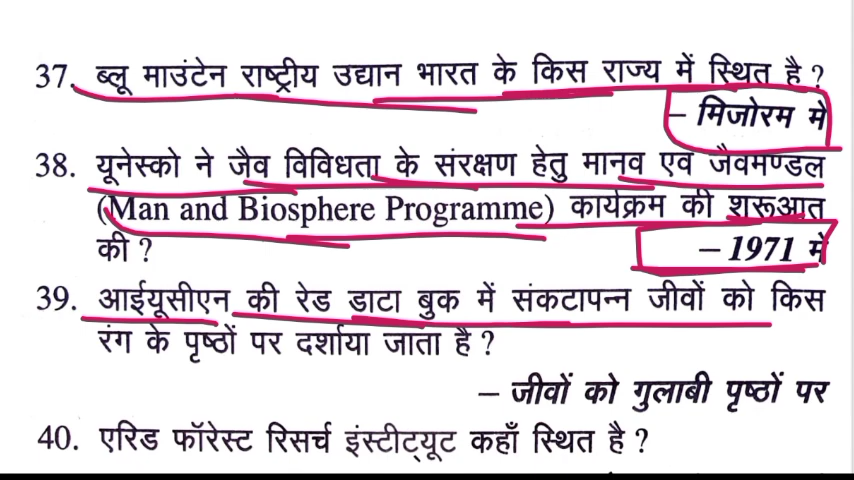 37. ब्लू माउंटेन राष्ट्रीय उद्यान भारत के किस राज्य में स्थित है ?
– मिजोरम मे
38. यूनेस्को ने जैव विविधता के संरक्षण हेतु मानव एवं जैवमण्डल
(Man and Biosphere Programme) कार्यक्रम की शरूआत
की ?
– 1971 में
39. आईयूसीएन की रेड डाटा बुक में संकटापन्न जीवों को किस
रंग के पृष्ठों पर दर्शाया जाता है ?
– जीवों को गुलाबी पृष्ठों पर
40. एरिड फॉरेस्ट रिसर्च इंस्टीट्यूट कहाँ स्थित है ?